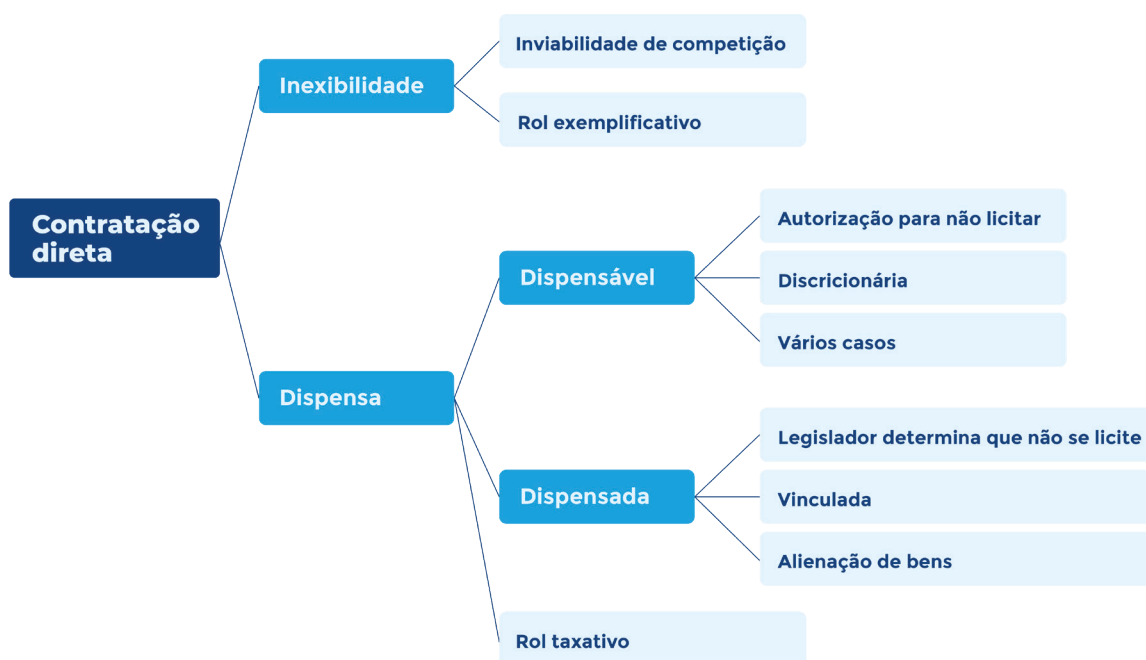 Contratação
direta
Inexibilidade
Inviabilidade de competição
Rol exemplificativo
Dispensa
Dispensável
Autorização para não licitar
Discricionária
Vários casos
Dispensada
Legislador determina que não se licite
Vinculada
Alienação de bens
Rol taxativo